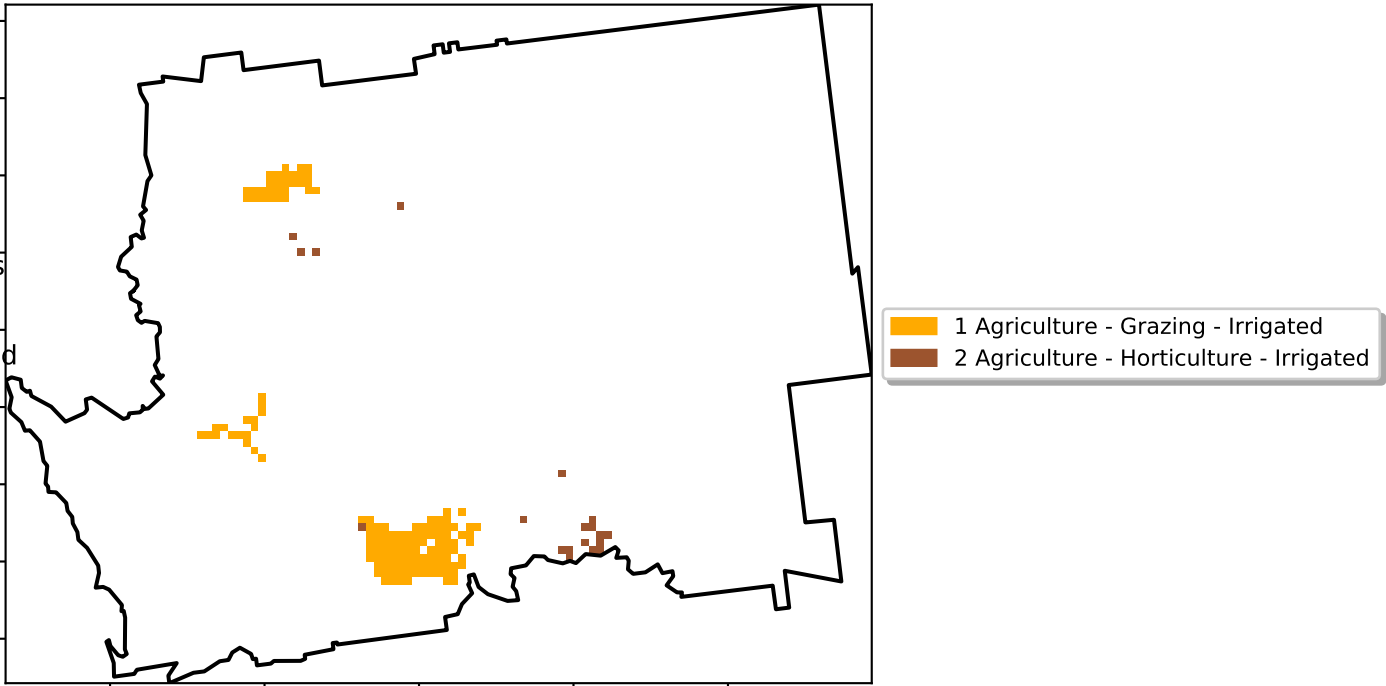 s
d
1 Agriculture - Grazing - Irrigated
2 Agriculture - Horticulture - Irrigated